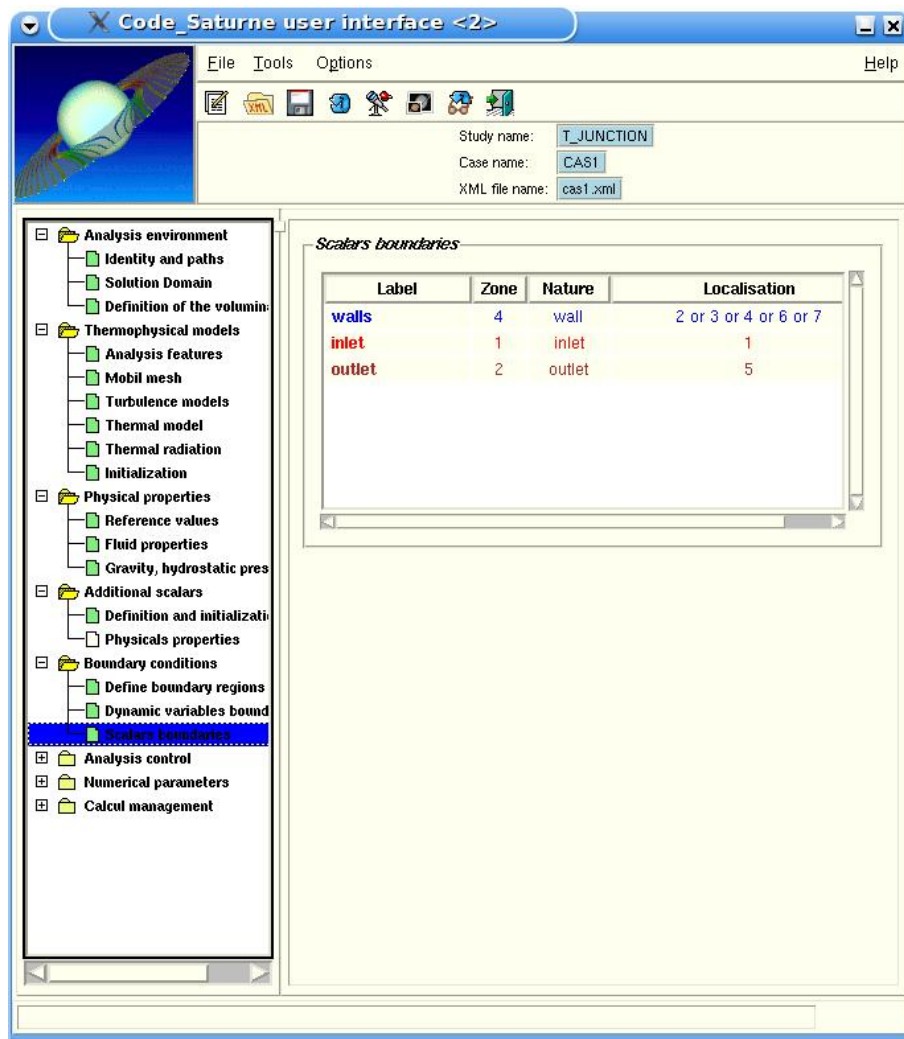 Code_Saturne user interface <2>
File Tools Options Help
XML
Study name: T_JUNCTION
Case name: CAS1
XML file name: cas1.xml
Analysis environment
Identity and paths
Solution Domain
Definition of the volumin
Thermophysical models
Analysis features
Mobil mesh
Turbulence models
Thermal model
Thermal radiation
Initialization
Physical properties
Reference values
Fluid properties
Gravity, hydrostatic pres
Additional scalars
Definition and initializati
Physicals properties
Boundary conditions
Define boundary regions
Dynamic variables bound
Scalars boundaries
Analysis control
Numerical parameters
Calcul management
Scalars boundaries
Label Zone Nature Localisation
walls 4 wall 2 or 3 or 4 or 6 or 7
inlet 1 inlet 1
outlet 2 outlet 5